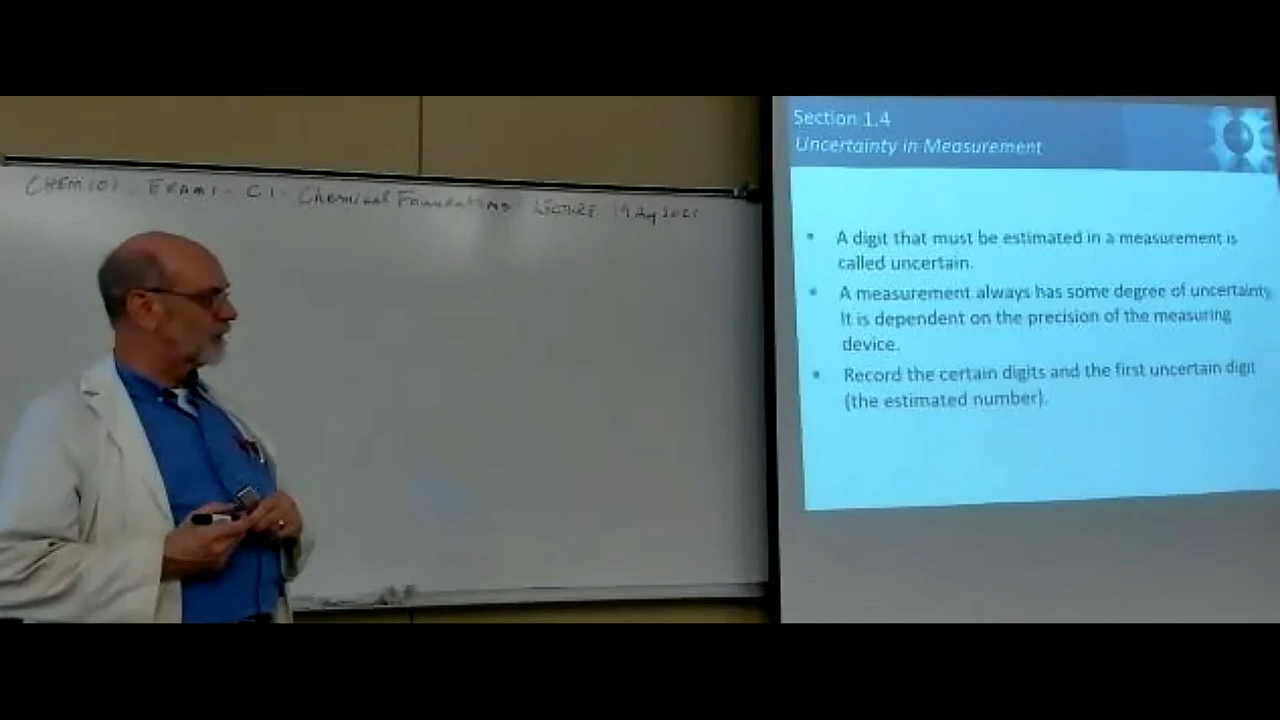 CHEM 101 - EXAM 1 - C1 - Chemical Foundations LECTURE 19 2021
Section 1.4
Uncertainty in Measurement
• A digit that must be estimated in a measurement is
called uncertain.
• A measurement always has some degree of uncertainty.
It is dependent on the precision of the measuring
device.
• Record the certain digits and the first uncertain digit
(the estimated number).